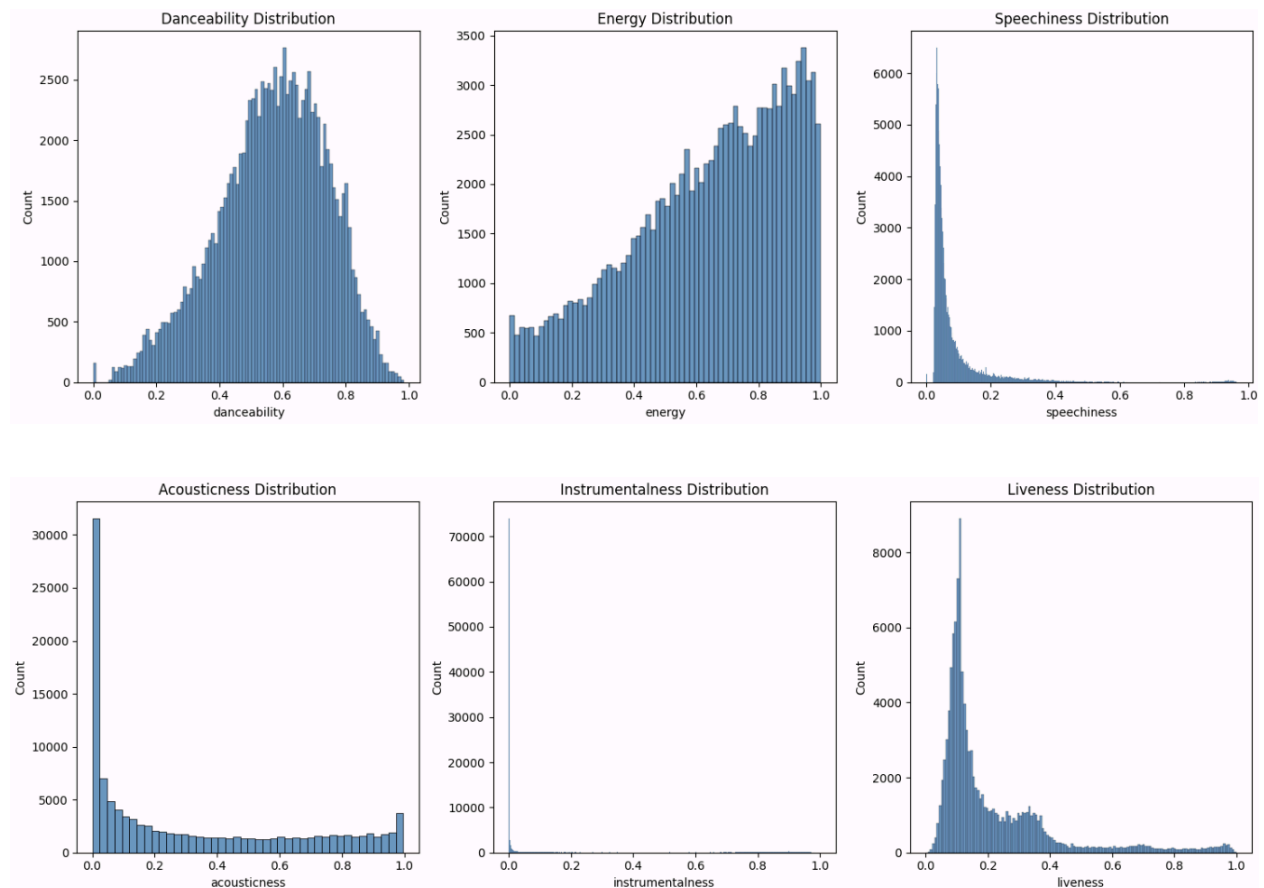 Danceability Distribution
Energy Distribution
Speechiness Distribution
2500
2000
1500
1000
500
0
Count
0.0 0.2 0.4 0.6 0.8 1.0
danceability
3500
3000
2500
2000
1500
1000
500
0
Count
0.0 0.2 0.4 0.6 0.8 1.0
energy
6000
5000
4000
3000
2000
1000
0
Count
0.0 0.2 0.4 0.6 0.8 1.0
speechiness
Acousticness Distribution
Instrumentalness Distribution
Liveness Distribution
30000
25000
20000
15000
10000
5000
0
Count
0.0 0.2 0.4 0.6 0.8 1.0
acousticness
70000
60000
50000
40000
30000
20000
10000
0
Count
0.0 0.2 0.4 0.6 0.8 1.0
instrumentalness
8000
6000
4000
2000
0
Count
0.0 0.2 0.4 0.6 0.8 1.0
liveness